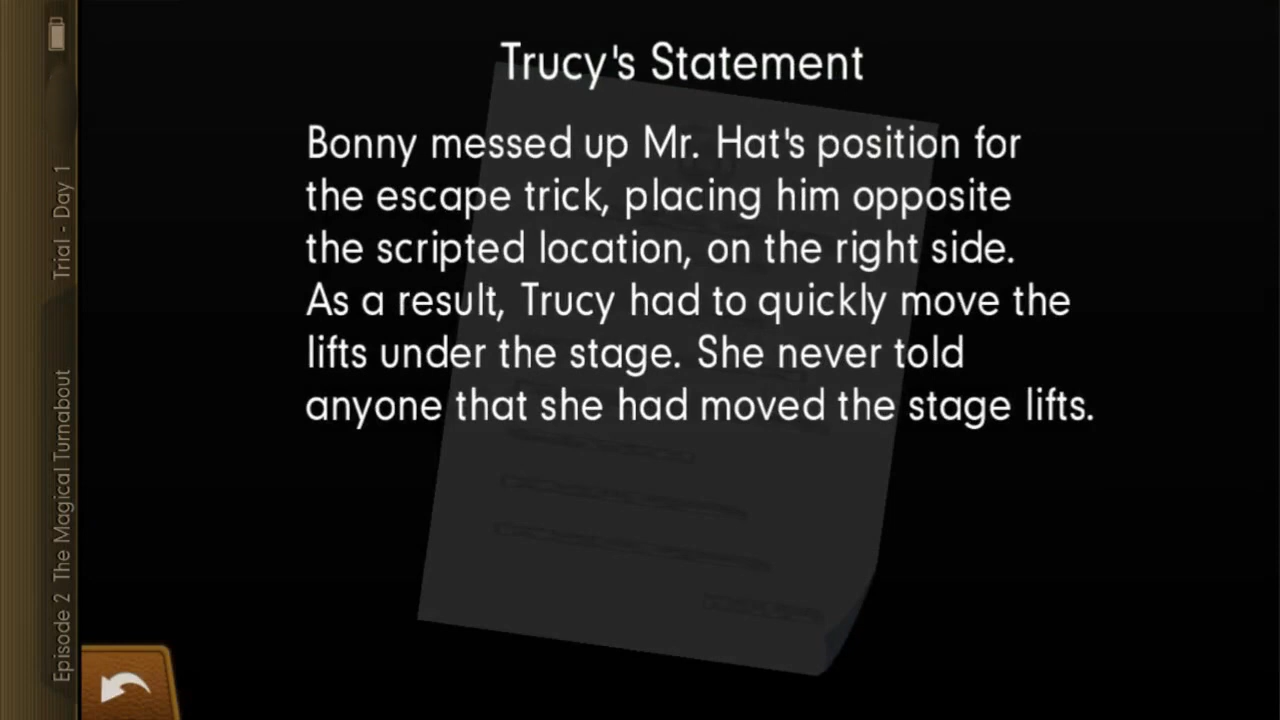 Trucy's Statement
Bonny messed up Mr. Hat's position for
the escape trick, placing him opposite
the scripted location, on the right side.
As a result, Trucy had to quickly move the
lifts under the stage. She never told
anyone that she had moved the stage lifts.
Episode 2 The Magical Turnabout
Trial - Day 1